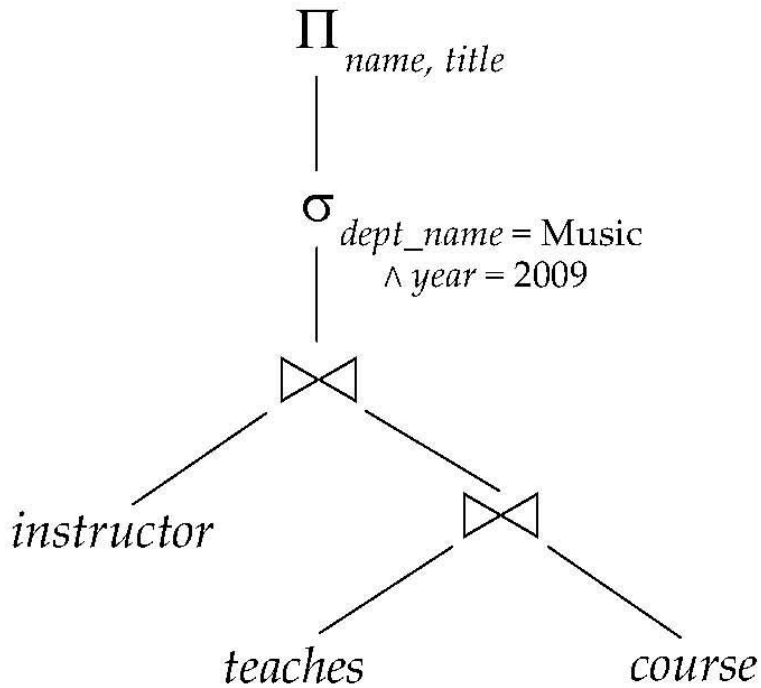 Π name, title
σ dept_name = Music
∧ year = 2009
⋈
instructor
⋈
teaches
course